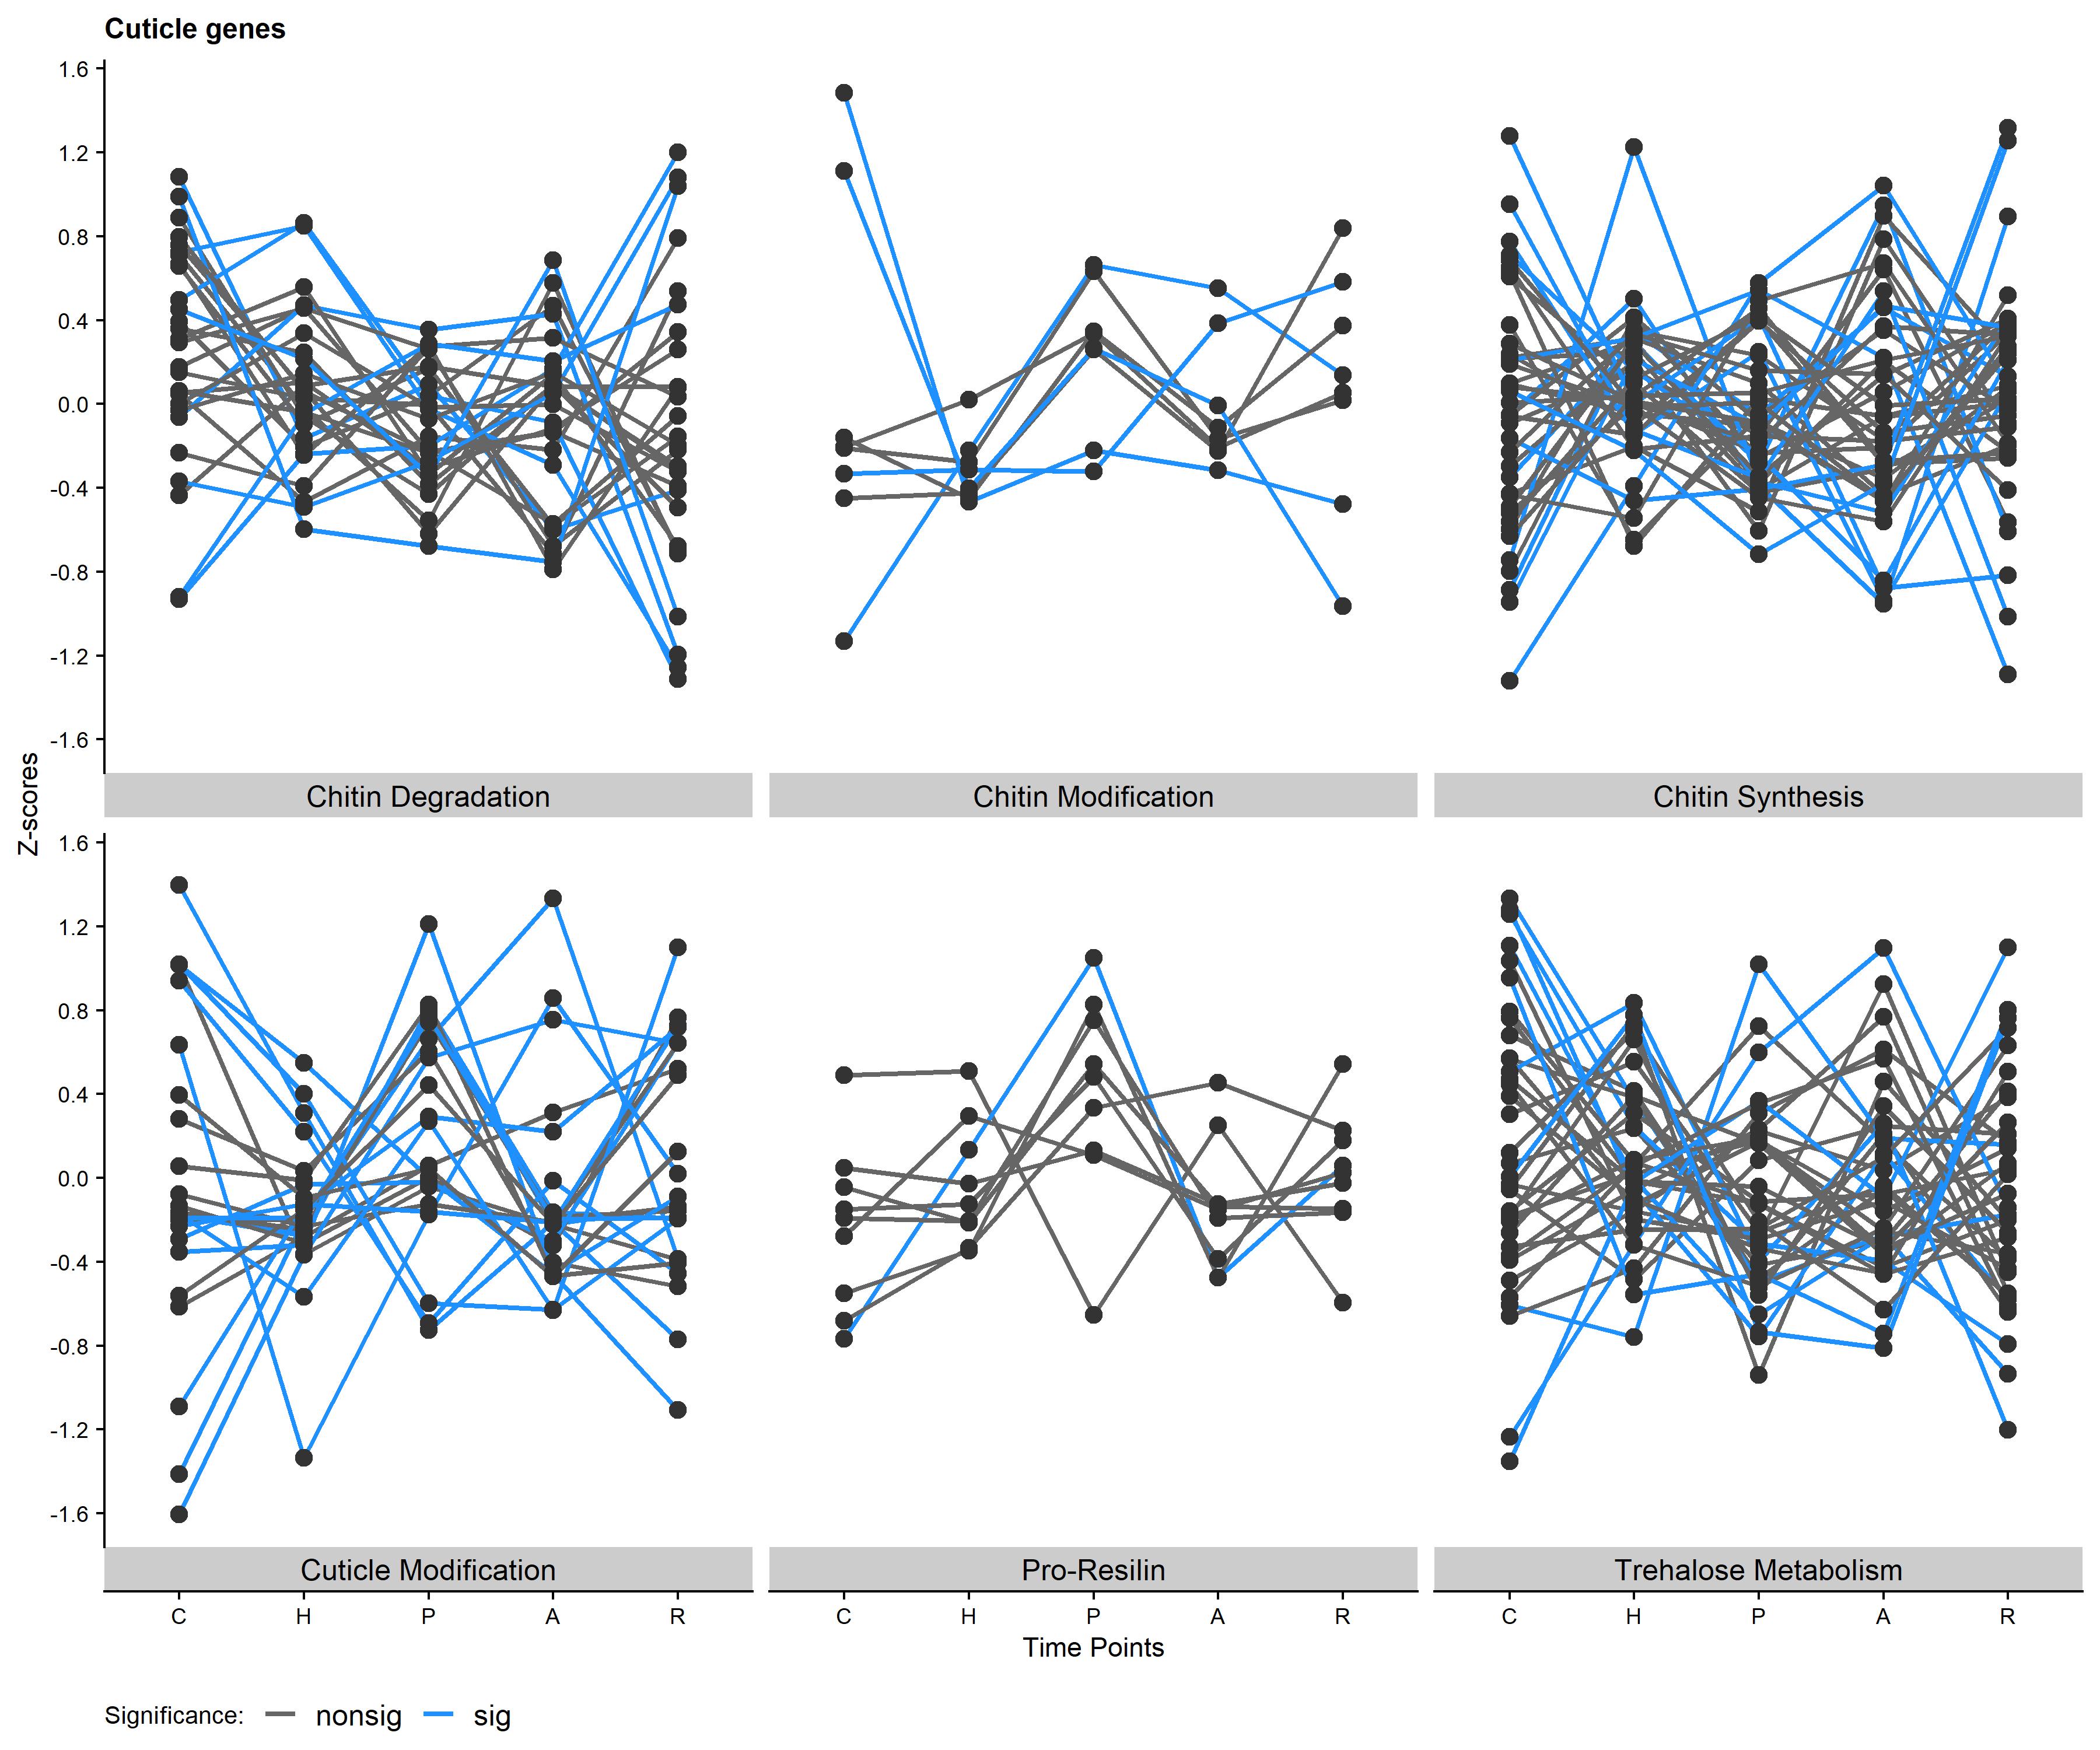 Cuticle genes
Z-scores
1.6
1.2
0.8
0.4
0.0
-0.4
-0.8
-1.2
-1.6
Chitin Degradation Chitin Modification Chitin Synthesis
1.6
1.2
0.8
0.4
0.0
-0.4
-0.8
-1.2
-1.6
Cuticle Modification Pro-Resilin Trehalose Metabolism
C H P A R C H P A R C H P A R
Time Points
Significance: nonsig sig